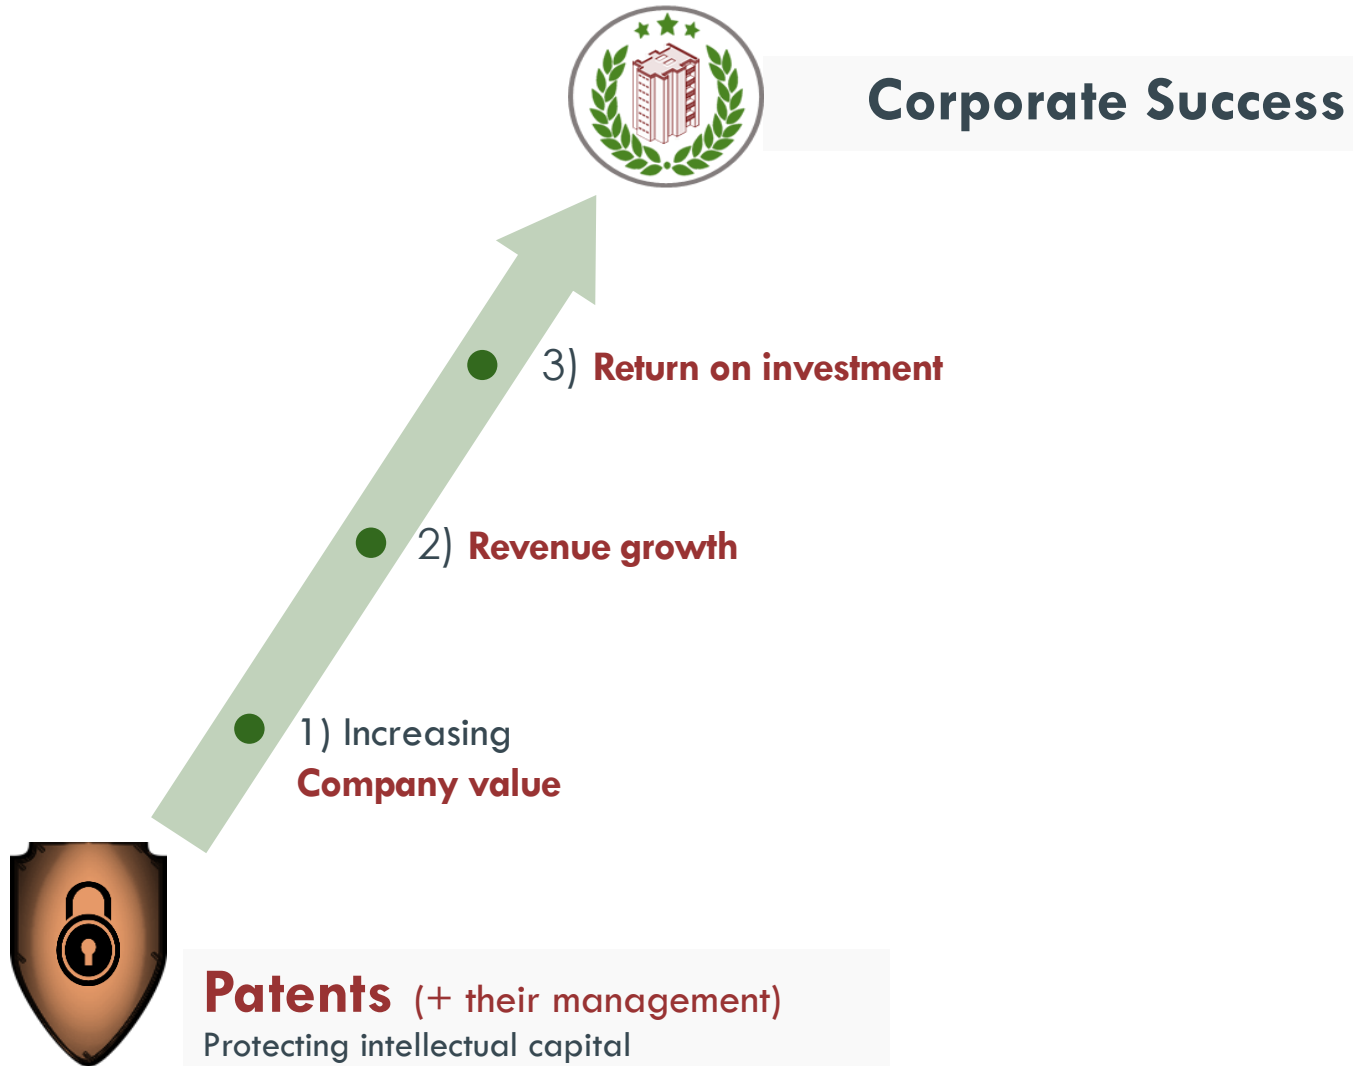 Corporate Success
3) Return on investment
2) Revenue growth
1) Increasing
Company value
Patents (+ their management)
Protecting intellectual capital